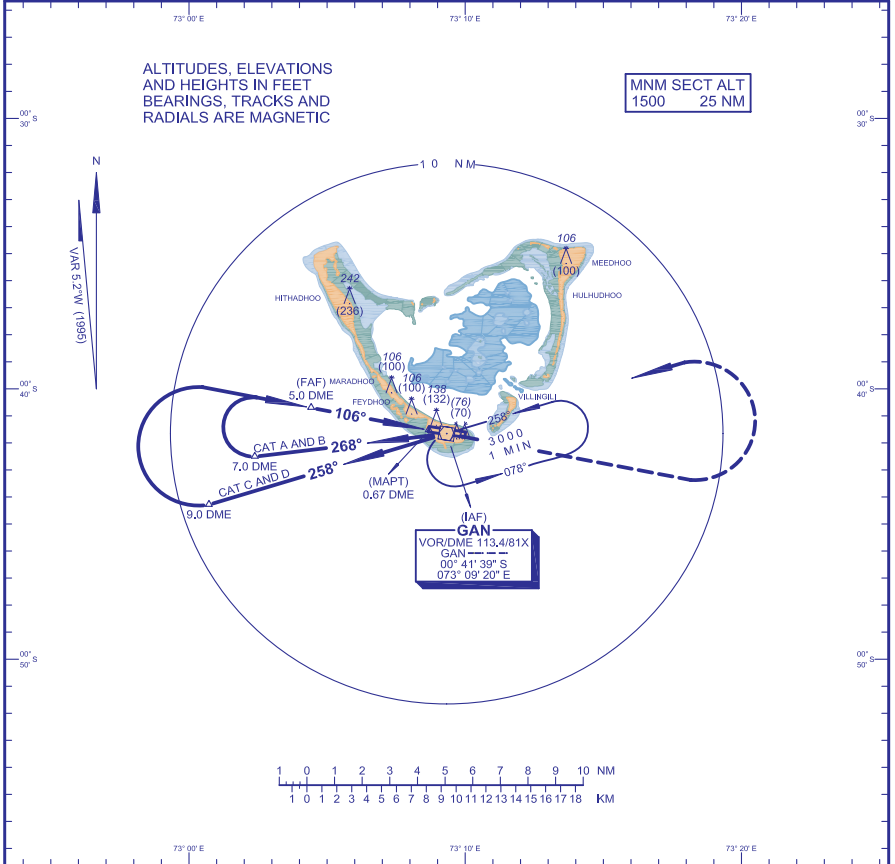 73° 00' E
73° 10' E
73° 20' E
ALTITUDES, ELEVATIONS
AND HEIGHTS IN FEET
BEARINGS, TRACKS AND
RADIALS ARE MAGNETIC
MNM SECT ALT
1500 25 NM
00°
30' S
00°
30' S
N
VAR 5.2°W (1995)
10 NM
106
(100)
MEEDHOO
HULHUDHOO
242
(236)
HITHADHOO
106
(100)
MARADHOO
106
(100)
FEYDHOO
138
(132)
(76)
(70)
VILLINGILI
00°
40' S
00°
40' S
(FAF)
5.0 DME
106°
CAT A AND B
268°
7.0 DME
CAT C AND D
258°
9.0 DME
(MAPT)
0.67 DME
258°
3000
1 MIN
078°
(IAF)
GAN
VOR/DME 113.4/81X
GAN
00° 41' 39" S
073° 09' 20" E
00°
50' S
00°
50' S
1 0 1 2 3 4 5 6 7 8 9 10 NM
1 0 1 2 3 4 5 6 7 8 9 10 11 12 13 14 15 16 17 18 KM
73° 00' E
73° 10' E
73° 20' E